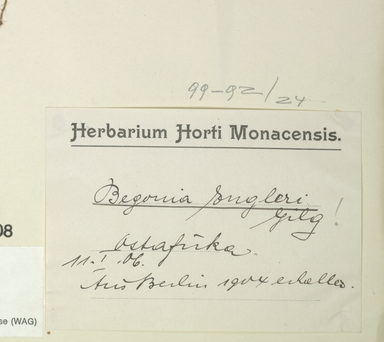 99-92/24
Herbarium Horti Monacensis.
Begonia Engleri
Gilg!
08
Ostafrika.
11. I. 06.
Aus Berlin 1904 erhalten.
se (WAG)